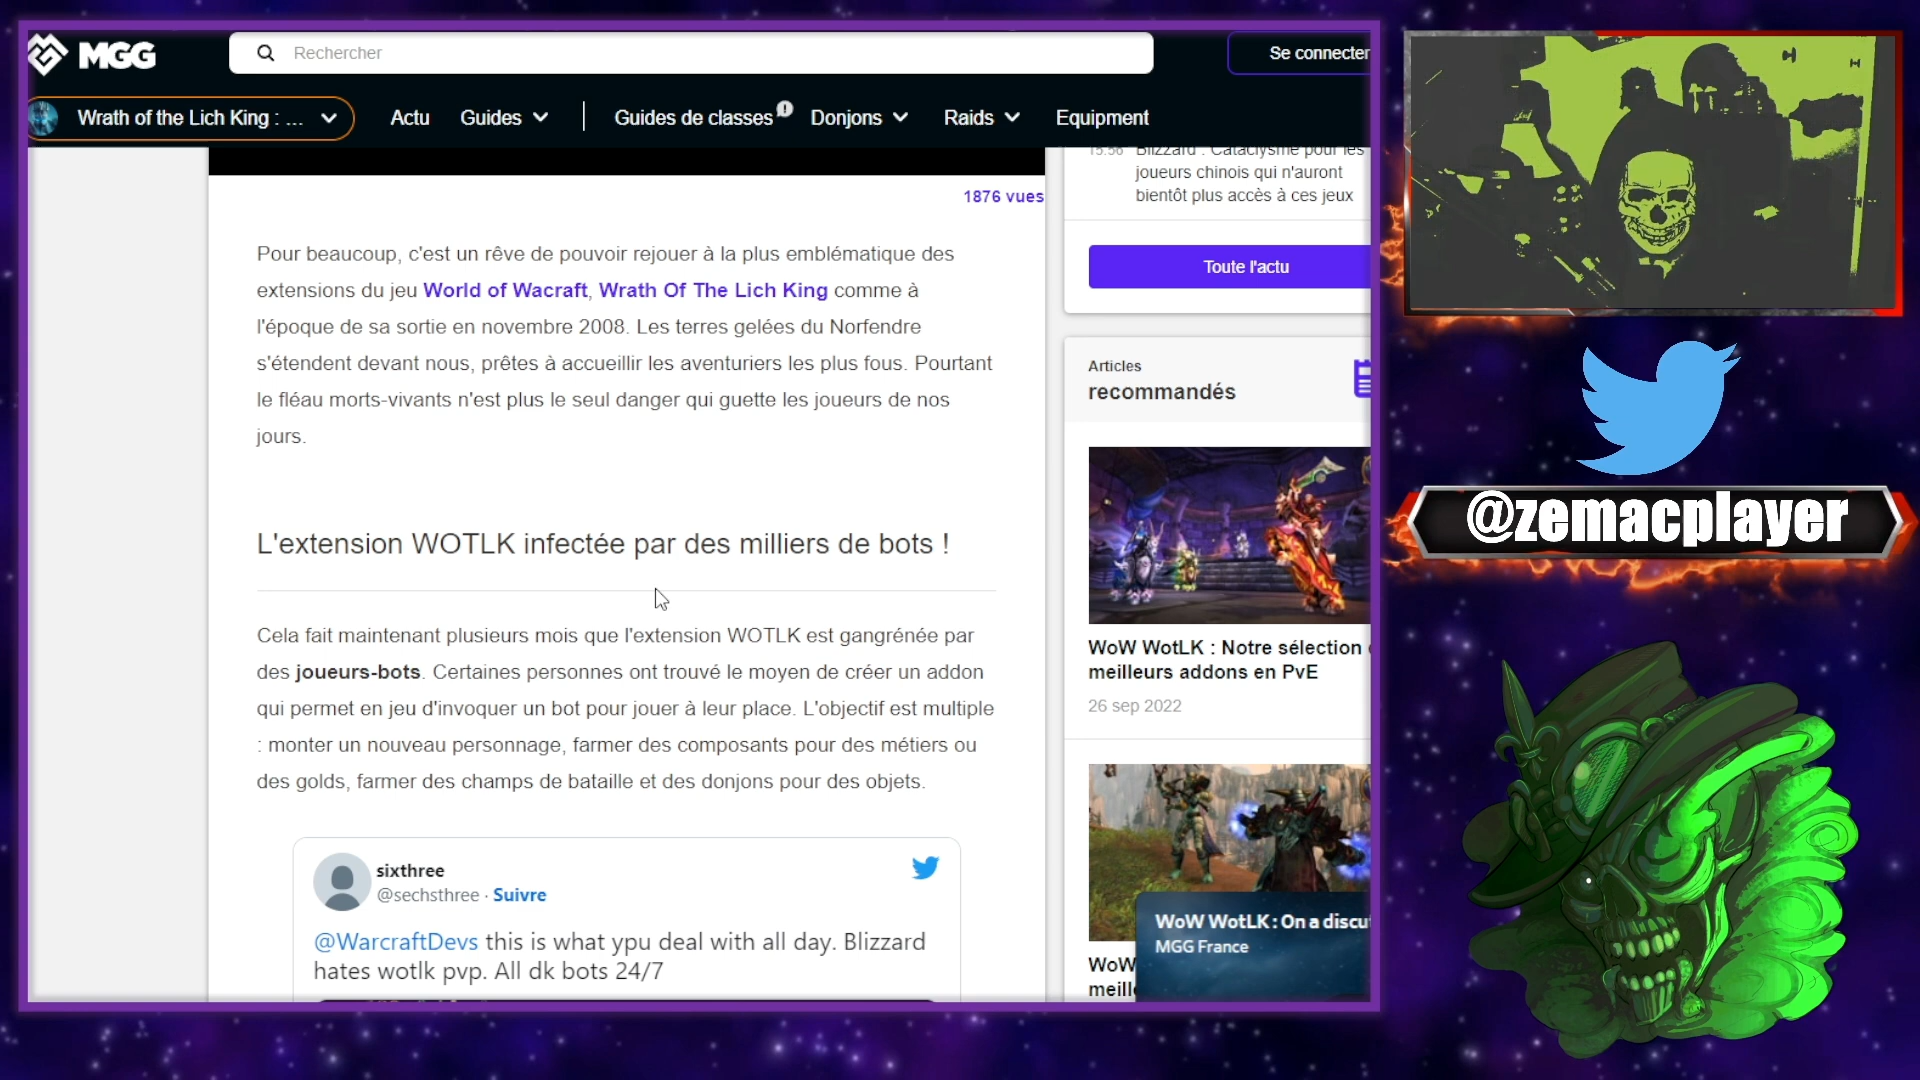 MGG
Rechercher
Se connecter
Wrath of the Lich King : ...
Actu
Guides
Guides de classes
!
Donjons
Raids
Equipment
15:56
Blizzard : Cataclysme pour les
joueurs chinois qui n'auront
bientôt plus accès à ces jeux
1876 vues
Toute l'actu
Pour beaucoup, c'est un rêve de pouvoir rejouer à la plus emblématique des
extensions du jeu World of Wacraft, Wrath Of The Lich King comme à
l'époque de sa sortie en novembre 2008. Les terres gelées du Norfendre
s'étendent devant nous, prêtes à accueillir les aventuriers les plus fous. Pourtant
le fléau morts-vivants n'est plus le seul danger qui guette les joueurs de nos
jours.
Articles
recommandés
L'extension WOTLK infectée par des milliers de bots !
Cela fait maintenant plusieurs mois que l'extension WOTLK est gangrénée par
des joueurs-bots. Certaines personnes ont trouvé le moyen de créer un addon
qui permet en jeu d'invoquer un bot pour jouer à leur place. L'objectif est multiple
: monter un nouveau personnage, farmer des composants pour des métiers ou
des golds, farmer des champs de bataille et des donjons pour des objets.
WoW WotLK : Notre sélection
meilleurs addons en PvE
26 sep 2022
sixthree
@sechsthree · Suivre
@WarcraftDevs this is what ypu deal with all day. Blizzard
hates wotlk pvp. All dk bots 24/7
WoW WotLK : On a discu
MGG France
WoW
meille
@zemacplayer